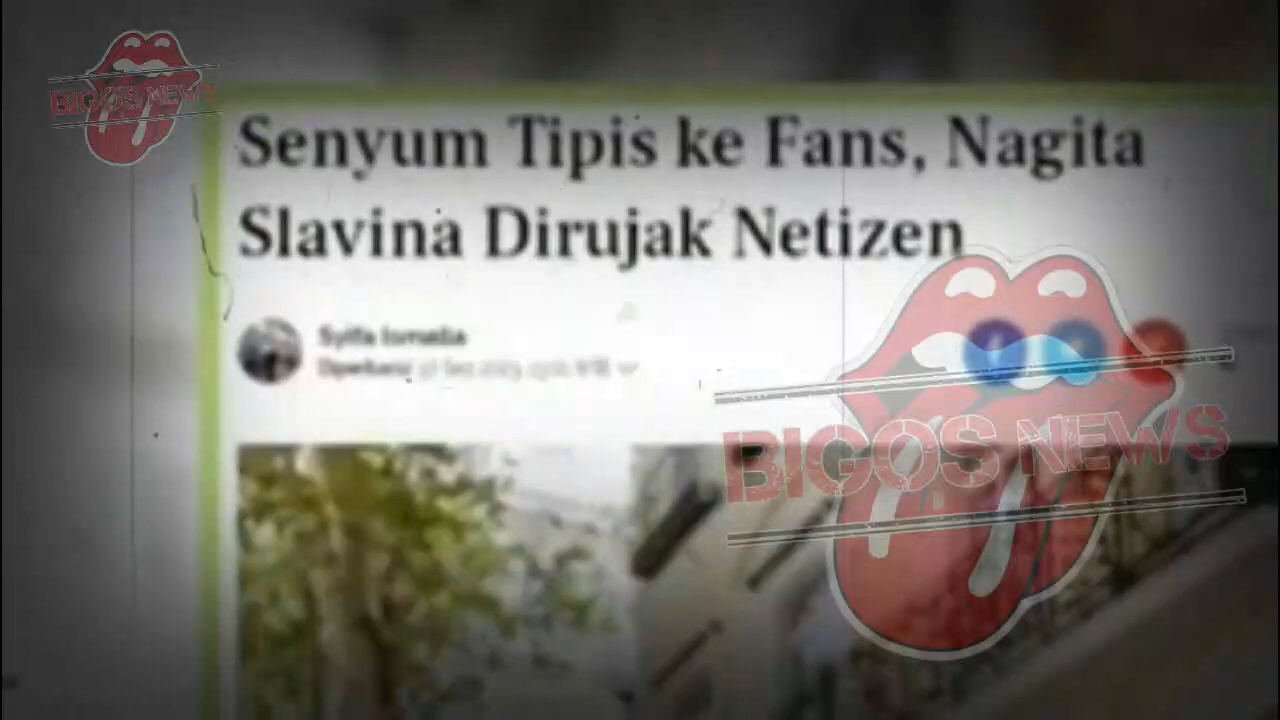 BIGOS NEWS
Senyum Tipis ke Fans, Nagita
Slavina Dirujak Netizen
BIGOS NEWS